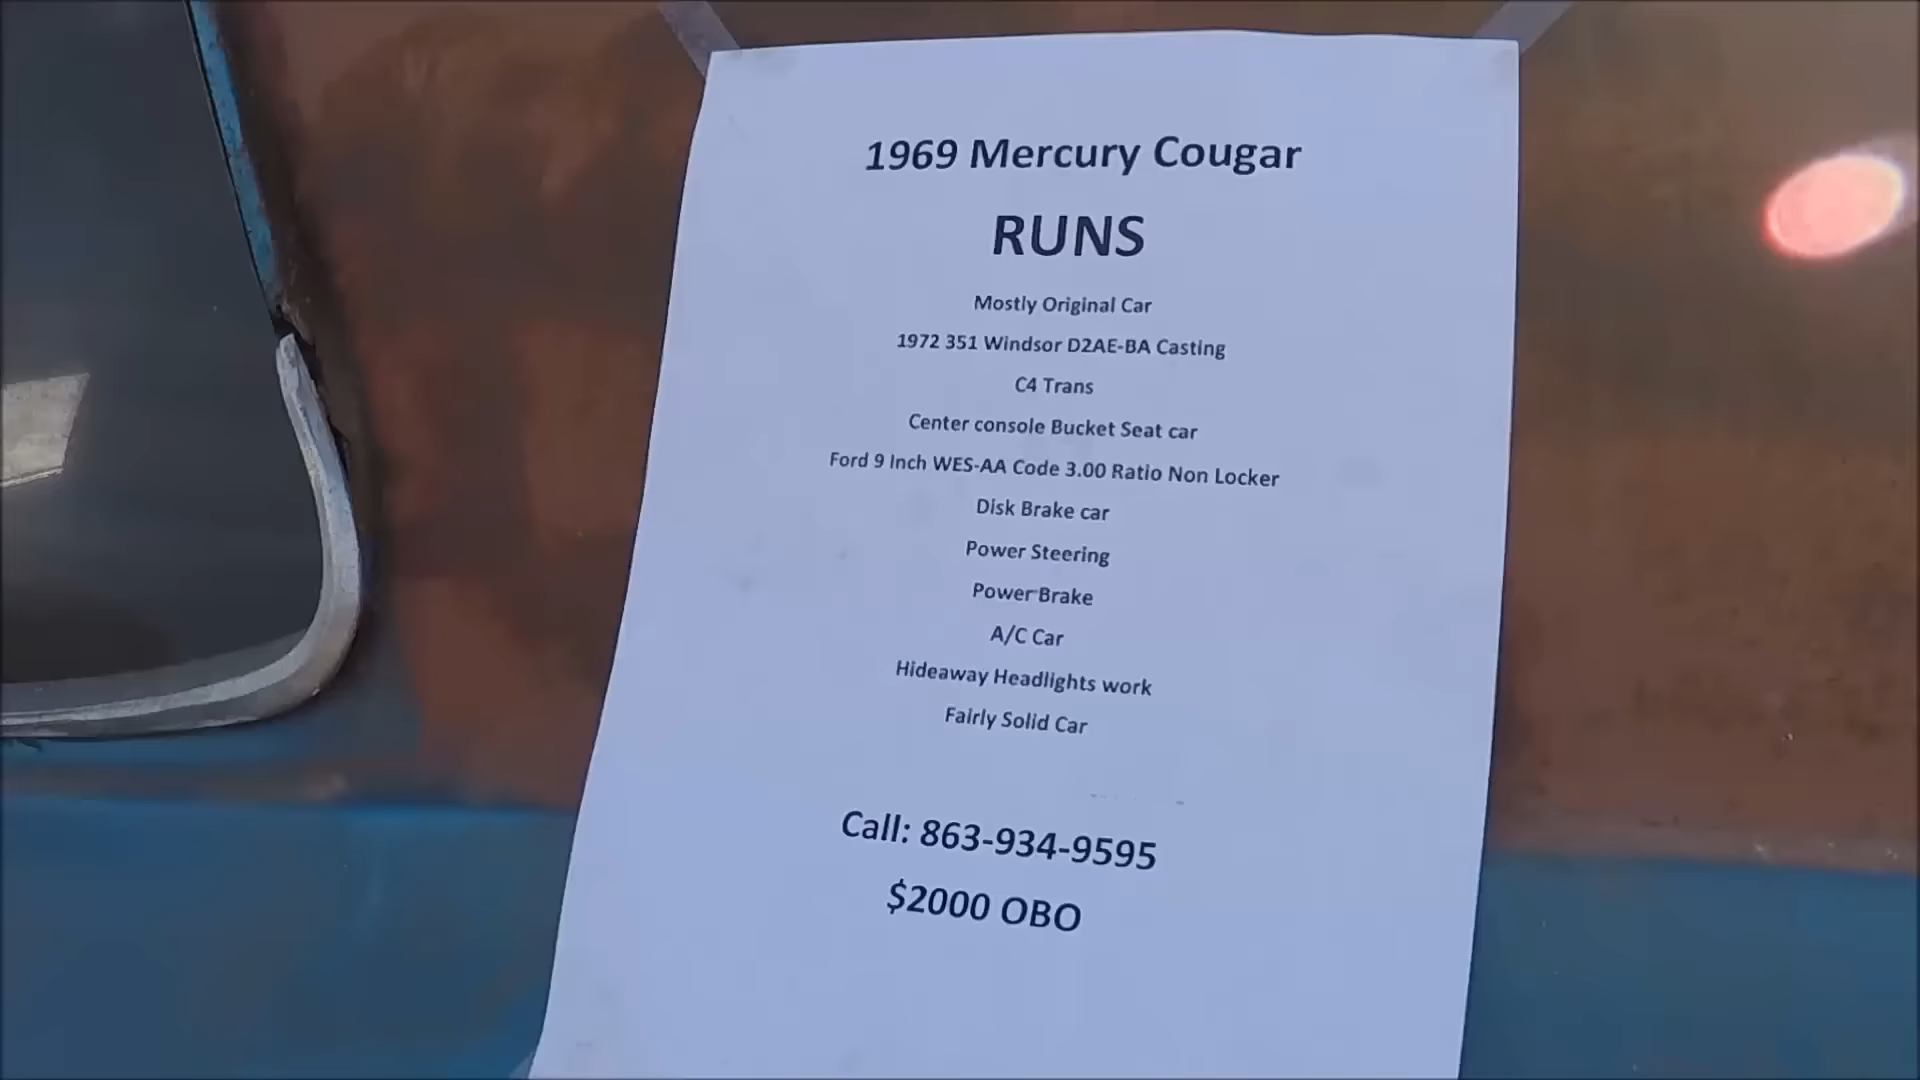 1969 Mercury Cougar
RUNS
Mostly Original Car
1972 351 Windsor D2AE-BA Casting
C4 Trans
Center console Bucket Seat car
Ford 9 Inch WES-AA Code 3.00 Ratio Non Locker
Disk Brake car
Power Steering
Power Brake
A/C Car
Hideaway Headlights work
Fairly Solid Car
Call: 863-934-9595
$2000 OBO